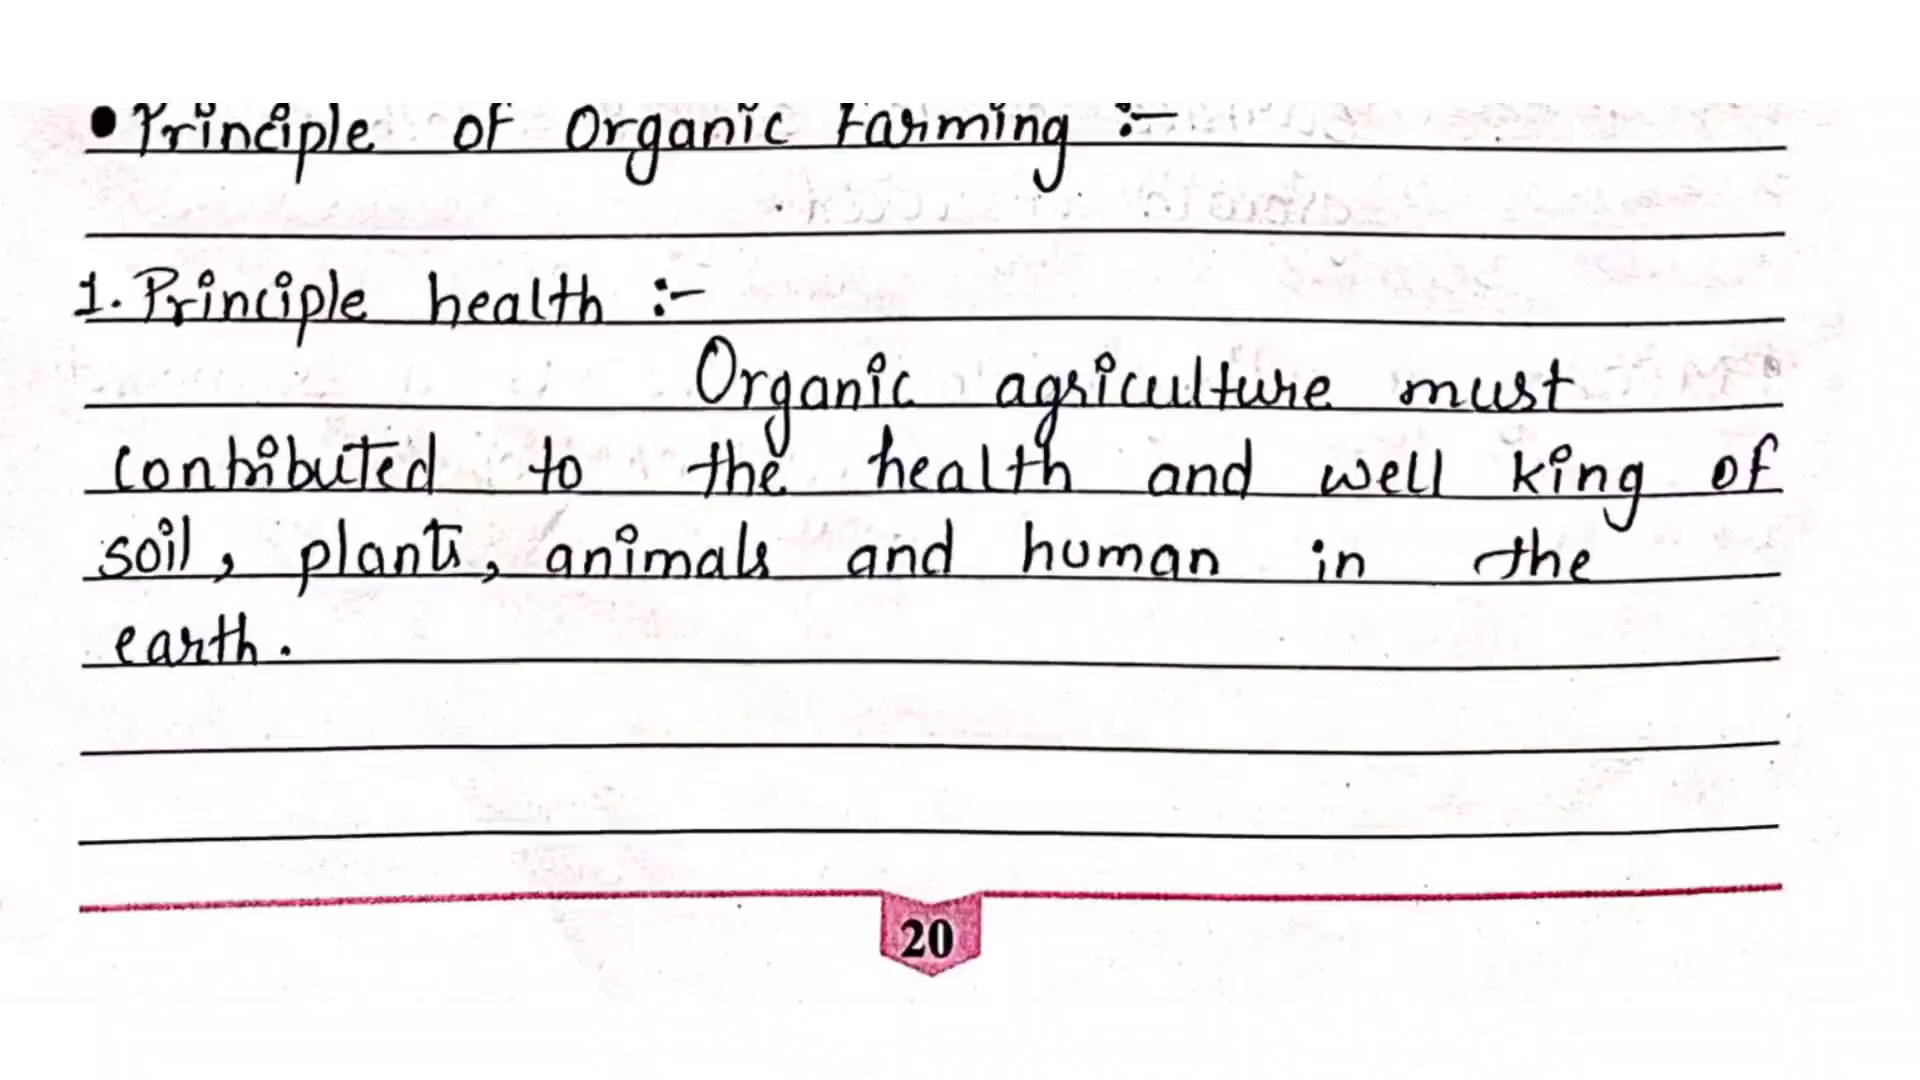 • Principle of Organic Farming :-
1. Principle health :-
Organic agriculture must
contributed to the health and well king of
soil, plants, animals and human in the
earth.
20